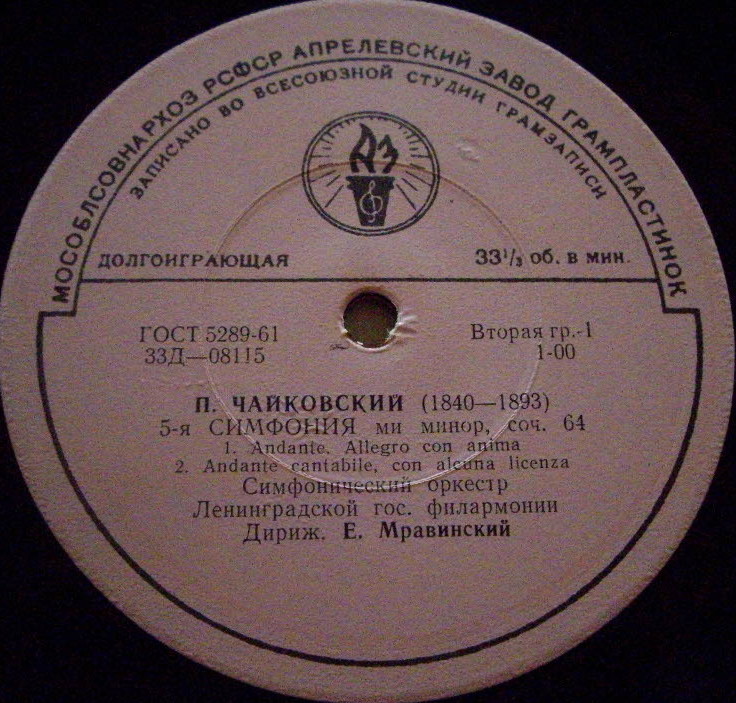 МОСОБЛСОВНАРХОЗ РСФСР АПРЕЛЕВСКИЙ ЗАВОД ГРАМПЛАСТИНОК
ЗАПИСАНО ВО ВСЕСОЮЗНОЙ СТУДИИ ГРАМЗАПИСИ
АЗ
ДОЛГОИГРАЮЩАЯ 33⅓ об. в мин.
ГОСТ 5289-61 Вторая гр.-1
33Д—08115 1-00
П. ЧАЙКОВСКИЙ (1840—1893)
5-я СИМФОНИЯ ми минор, соч. 64
1. Andante. Allegro con anima
2. Andante cantabile, con alcuna licenza
Симфонический оркестр
Ленинградской гос. филармонии
Дириж. Е. Мравинский